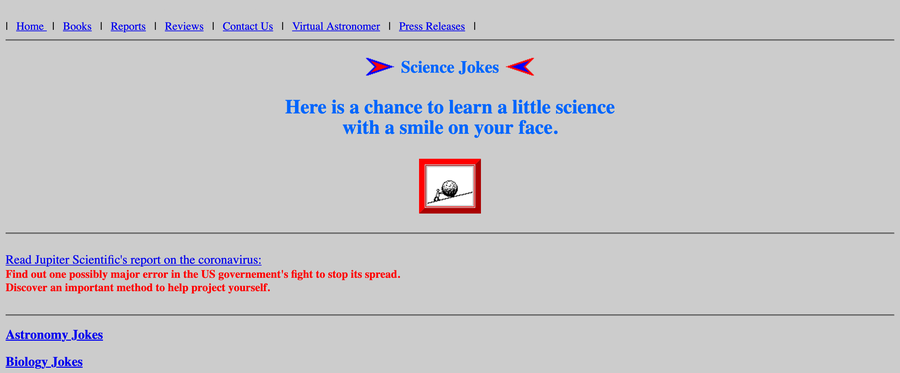 | Home | Books | Reports | Reviews | Contact Us | Virtual Astronomer | Press Releases |
Science Jokes
Here is a chance to learn a little science
with a smile on your face.
Read Jupiter Scientific's report on the coronavirus:
Find out one possibly major error in the US governement's fight to stop its spread.
Discover an important method to help project yourself.
Astronomy Jokes
Biology Jokes